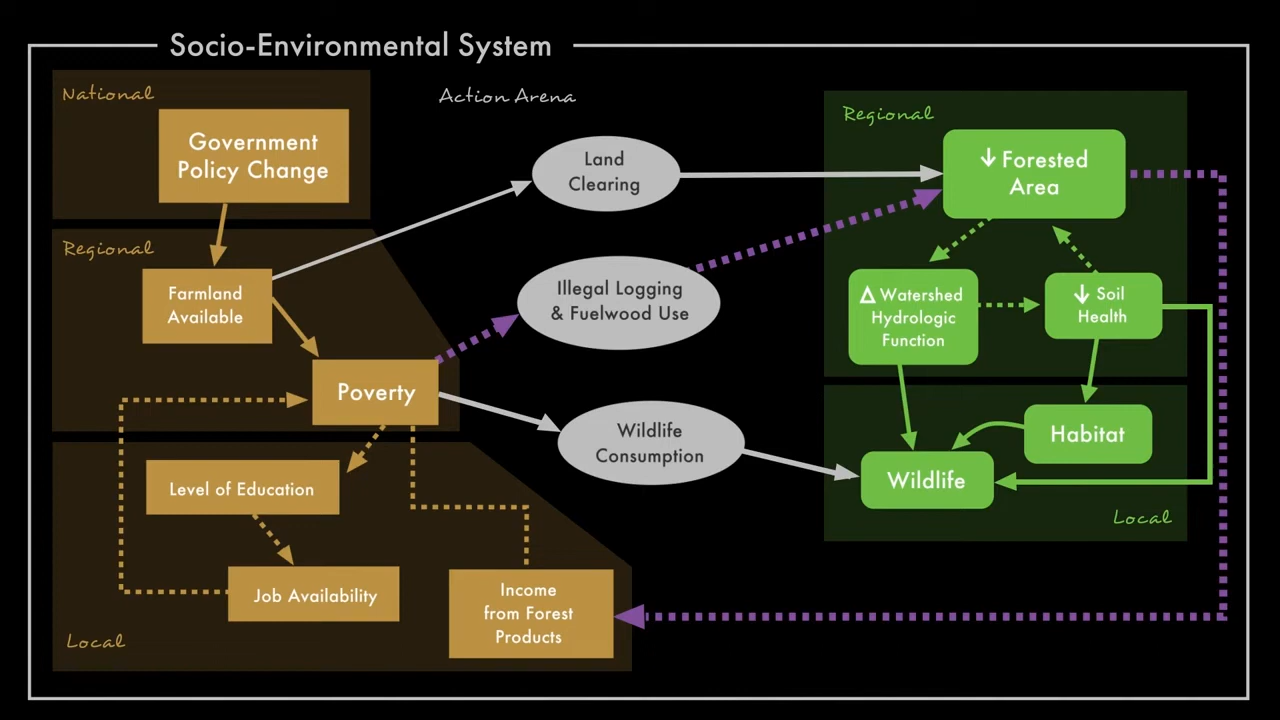 Socio-Environmental System
National
Government
Policy Change
Regional
Farmland
Available
Poverty
Level of Education
Job Availability
Income
from Forest
Products
Local
Action Arena
Land
Clearing
Illegal Logging
& Fuelwood Use
Wildlife
Consumption
Regional
↓ Forested
Area
Δ Watershed
Hydrologic
Function
↓ Soil
Health
Habitat
Wildlife
Local